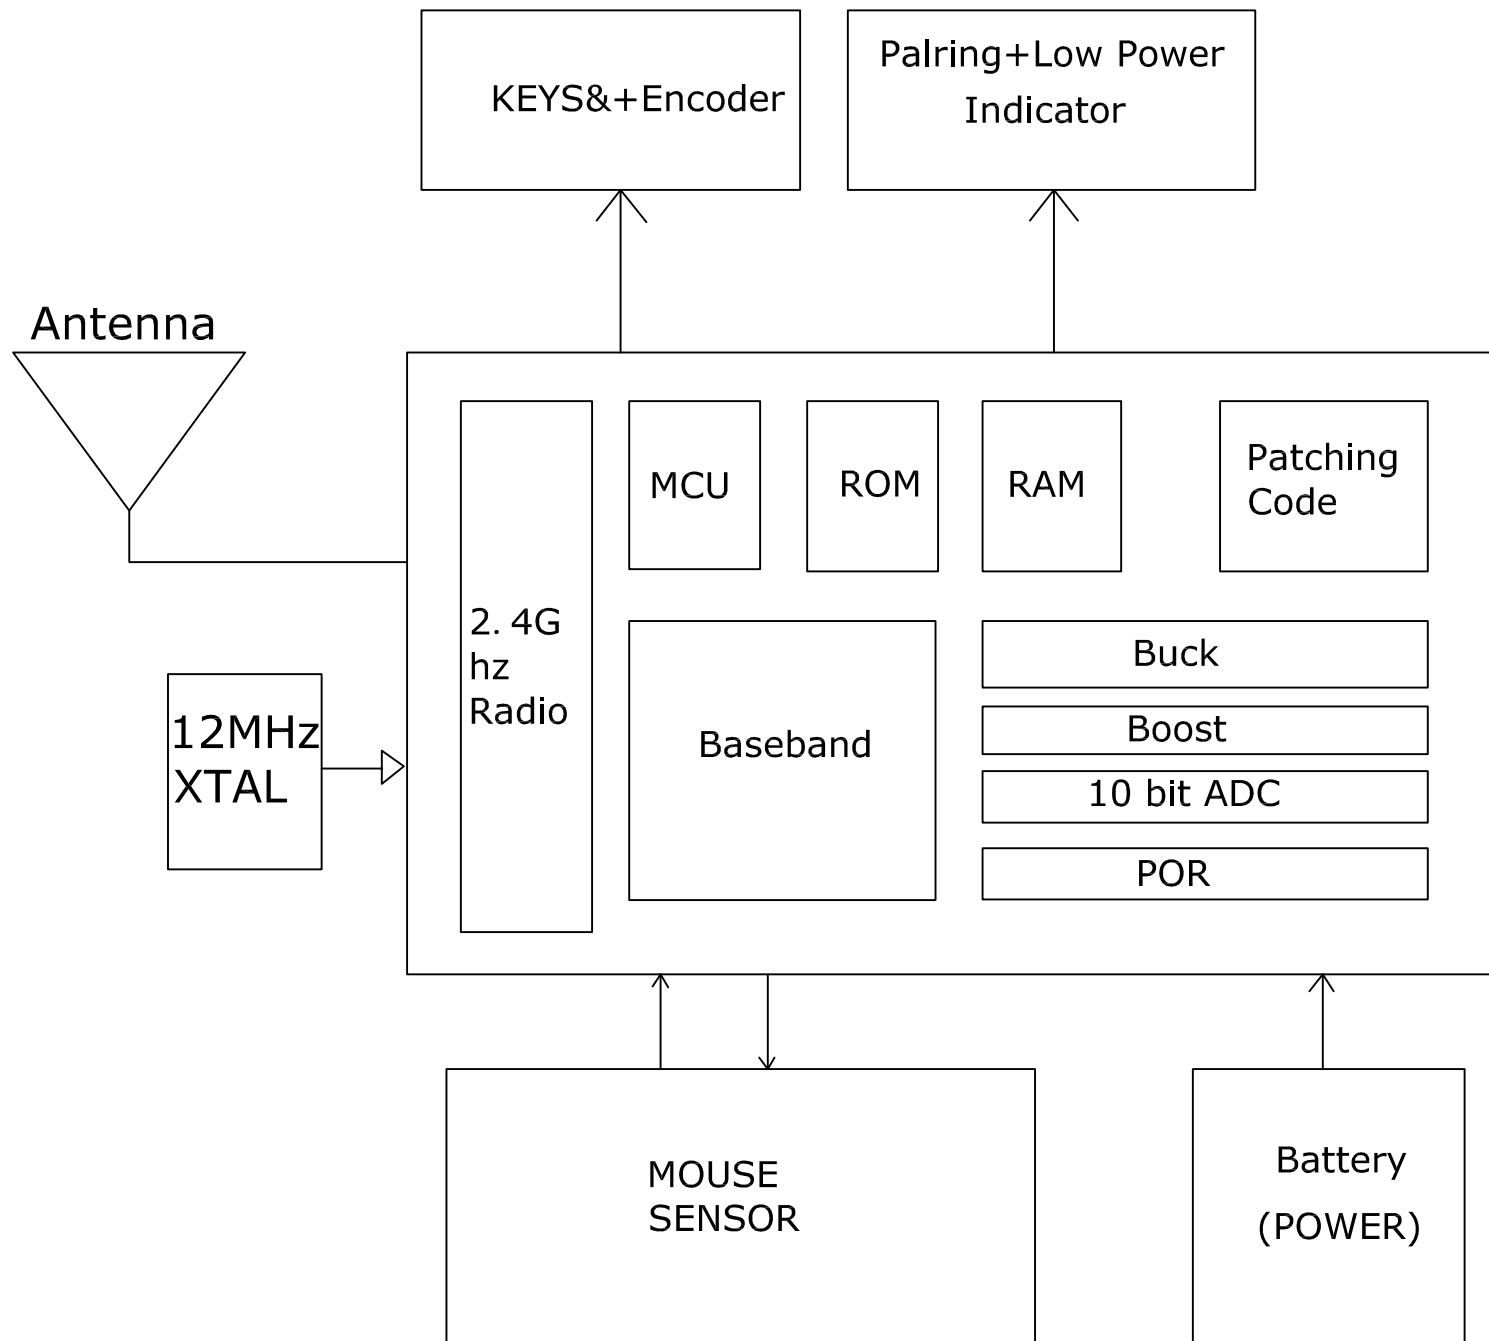 KEYS&+Encoder
Palring+Low Power
Indicator
Antenna
MCU
ROM
RAM
Patching
Code
2. 4G
hz
Radio
Baseband
Buck
Boost
10 bit ADC
POR
12MHz
XTAL
MOUSE
SENSOR
Battery
(POWER)